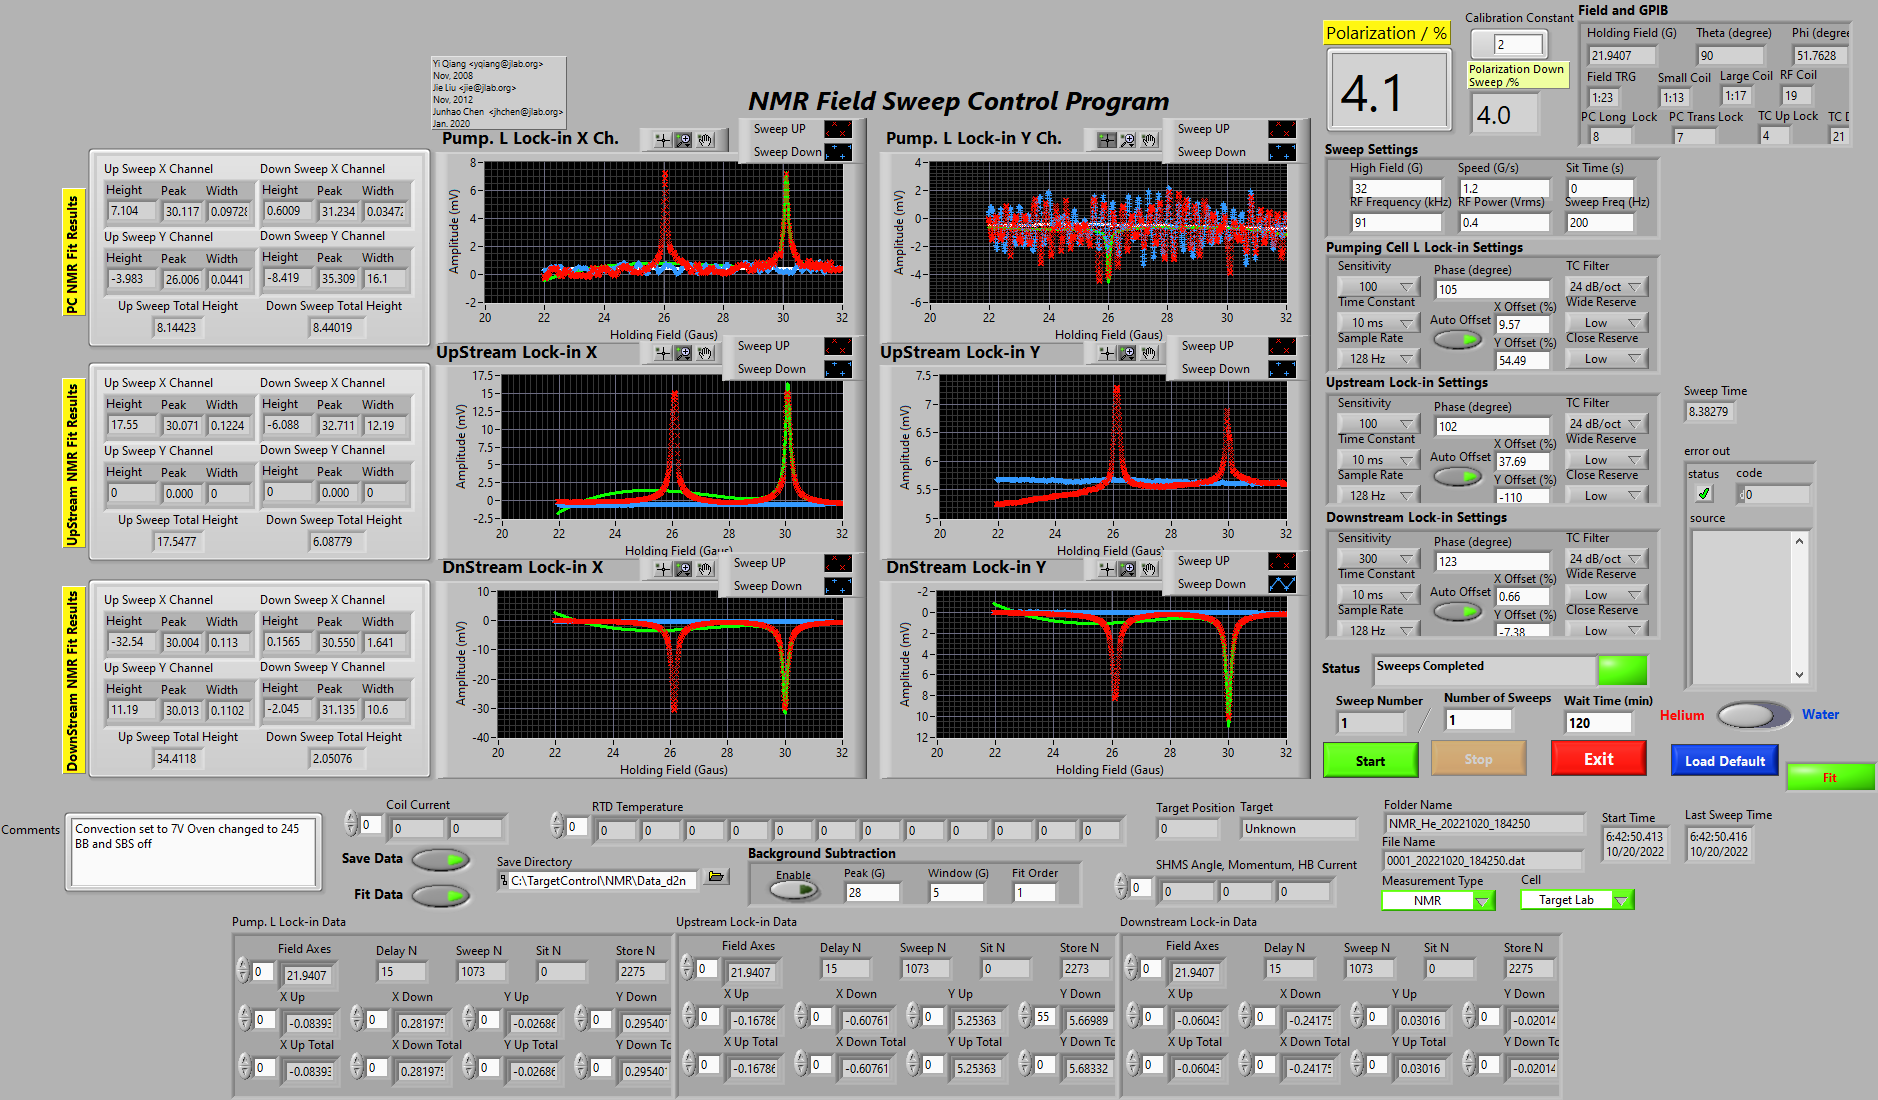 Yi Qiang <yqiang@jlab.org>
Nov, 2008
Jie Liu <jie@jlab.org>
Nov, 2012
Junhao Chen <jhchen@jlab.org>
Jan. 2020
NMR Field Sweep Control Program
Polarization / %
4.1
Calibration Constant
2
Polarization Down Sweep /%
4.0
Field and GPIB
Holding Field (G) Theta (degree) Phi (degree
21.9407 90 51.7628
Field TRG Small Coil Large Coil RF Coil
1:23 1:13 1:17 19
PC Long Lock PC Trans Lock TC Up Lock TC D
8 7 4 21
PC NMR Fit Results
Up Sweep X Channel Down Sweep X Channel
Height Peak Width Height Peak Width
7.104 30.117 0.09728 0.6009 31.234 0.03472
Up Sweep Y Channel Down Sweep Y Channel
Height Peak Width Height Peak Width
-3.983 26.006 0.0441 -8.419 35.309 16.1
Up Sweep Total Height Down Sweep Total Height
8.14423 8.44019
Pump. L Lock-in X Ch.
Sweep UP
Sweep Down
Amplitude (mV)
8
6
4
2
0
-2
20 22 24 26 28 30 32
Holding Field (Gaus)
Pump. L Lock-in Y Ch.
Sweep UP
Sweep Down
Amplitude (mV)
4
2
0
-2
-4
-6
20 22 24 26 28 30 32
Holding Field (Gaus)
UpStream NMR Fit Results
Up Sweep X Channel Down Sweep X Channel
Height Peak Width Height Peak Width
17.55 30.071 0.1224 -6.088 32.711 12.19
Up Sweep Y Channel Down Sweep Y Channel
Height Peak Width Height Peak Width
0 0.000 0 0 0.000 0
Up Sweep Total Height Down Sweep Total Height
17.5477 6.08779
UpStream Lock-in X
Sweep UP
Sweep Down
Amplitude (mV)
17.5
15
12.5
10
7.5
5
2.5
0
-2.5
20 22 24 26 28 30 32
Holding Field (Gaus)
UpStream Lock-in Y
Sweep UP
Sweep Down
Amplitude (mV)
7.5
7
6.5
6
5.5
5
20 22 24 26 28 30 32
Holding Field (Gaus)
DownStream NMR Fit Results
Up Sweep X Channel Down Sweep X Channel
Height Peak Width Height Peak Width
-32.54 30.004 0.113 0.1565 30.550 1.641
Up Sweep Y Channel Down Sweep Y Channel
Height Peak Width Height Peak Width
11.19 30.013 0.1102 -2.045 31.135 10.6
Up Sweep Total Height Down Sweep Total Height
34.4118 2.05076
DnStream Lock-in X
Sweep UP
Sweep Down
Amplitude (mV)
10
0
-10
-20
-30
-40
20 22 24 26 28 30 32
Holding Field (Gaus)
DnStream Lock-in Y
Sweep UP
Sweep Down
Amplitude (mV)
-2
0
2
4
6
8
10
12
20 22 24 26 28 30 32
Holding Field (Gaus)
Sweep Settings
High Field (G) Speed (G/s) Sit Time (s)
32 1.2 0
RF Frequency (kHz) RF Power (Vrms) Sweep Freq (Hz)
91 0.4 200
Pumping Cell L Lock-in Settings
Sensitivity Phase (degree) TC Filter
100 105 24 dB/oct
Time Constant X Offset (%) Wide Reserve
10 ms Auto Offset 9.57 Low
Sample Rate Y Offset (%) Close Reserve
128 Hz 54.49 Low
Upstream Lock-in Settings
Sensitivity Phase (degree) TC Filter
100 102 24 dB/oct
Time Constant X Offset (%) Wide Reserve
10 ms Auto Offset 37.69 Low
Sample Rate Y Offset (%) Close Reserve
128 Hz -110 Low
Downstream Lock-in Settings
Sensitivity Phase (degree) TC Filter
300 123 24 dB/oct
Time Constant X Offset (%) Wide Reserve
10 ms Auto Offset 0.66 Low
Sample Rate Y Offset (%) Close Reserve
128 Hz -7.38 Low
Sweep Time
8.38279
error out
status code
0
source
Status Sweeps Completed
Sweep Number Number of Sweeps Wait Time (min)
1 / 1 120
Helium Water
Start Stop Exit Load Default Fit
Comments
Convection set to 7V Oven changed to 245
BB and SBS off
Coil Current
0 0 0
Save Data
Fit Data
RTD Temperature
0 0 0 0 0 0 0 0 0 0 0 0 0
Save Directory
C:\TargetControl\NMR\Data_d2n
Background Subtraction
Enable Peak (G) Window (G) Fit Order
28 5 1
Target Position Target
0 Unknown
SHMS Angle, Momentum, HB Current
0 0 0 0
Folder Name
NMR_He_20221020_184250
File Name
0001_20221020_184250.dat
Measurement Type Cell
NMR Target Lab
Start Time
6:42:50.413
10/20/2022
Last Sweep Time
6:42:50.416
10/20/2022
Pump. L Lock-in Data
Field Axes Delay N Sweep N Sit N Store N
0 21.9407 15 1073 0 2275
X Up X Down Y Up Y Down
0 -0.08393 0 0.281975 0 -0.02686 0 0.29540
X Up Total X Down Total Y Up Total Y Down To
0 -0.08393 0 0.281975 0 -0.02686 0 0.29540
Upstream Lock-in Data
Field Axes Delay N Sweep N Sit N Store N
0 21.9407 15 1073 0 2273
X Up X Down Y Up Y Down
0 -0.16786 0 -0.60761 0 5.25363 55 5.66989
X Up Total X Down Total Y Up Total Y Down Tc
0 -0.16786 0 -0.60761 0 5.25363 0 5.68332
Downstream Lock-in Data
Field Axes Delay N Sweep N Sit N Store N
0 21.9407 15 1073 0 2275
X Up X Down Y Up Y Down
0 -0.06043 0 -0.24175 0 0.03016 0 -0.02014
X Up Total X Down Total Y Up Total Y Down Tc
0 -0.06043 0 -0.24175 0 0.03016 0 -0.02014